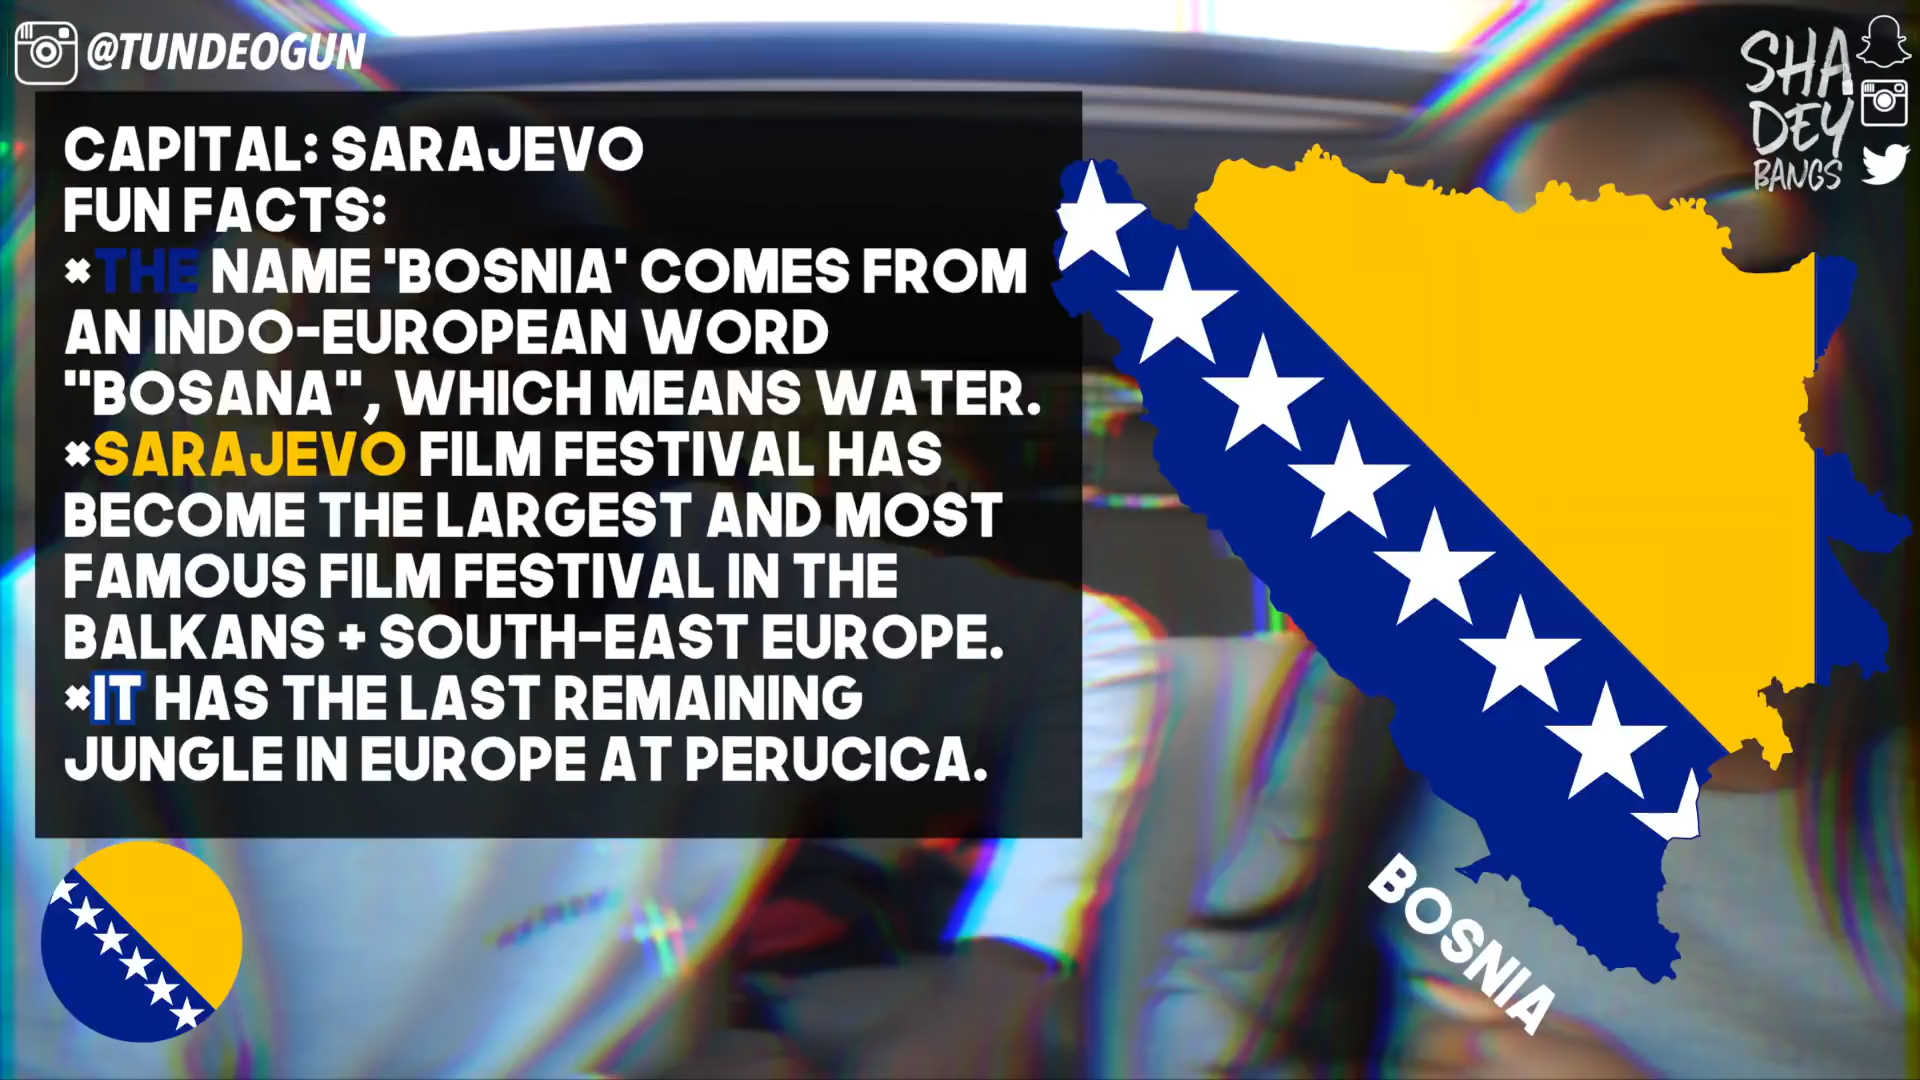 @TUNDEOGUN
SHA
DEY
BANGS
CAPITAL: SARAJEVO
FUN FACTS:
*THE NAME 'BOSNIA' COMES FROM
AN INDO-EUROPEAN WORD
"BOSANA", WHICH MEANS WATER.
*SARAJEVO FILM FESTIVAL HAS
BECOME THE LARGEST AND MOST
FAMOUS FILM FESTIVAL IN THE
BALKANS + SOUTH-EAST EUROPE.
*IT HAS THE LAST REMAINING
JUNGLE IN EUROPE AT PERUCICA.
BOSNIA